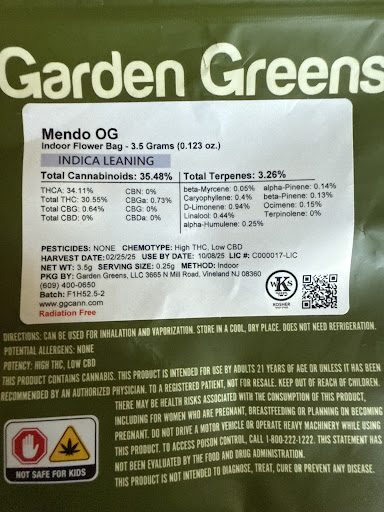 Garden Greens
Mendo OG
Indoor Flower Bag - 3.5 Grams (0.123 oz.)
INDICA LEANING
Total Cannabinoids: 35.48% Total Terpenes: 3.26%
THCA: 34.11% CBN: 0% beta-Myrcene: 0.05% alpha-Pinene: 0.14%
Total THC: 30.55% CBGa: 0.73% Caryophyllene: 0.4% beta-Pinene: 0.13%
Total CBG: 0.64% CBG: 0% D-Limonene: 0.94% Ocimene: 0.15%
Total CBD: 0% CBDa: 0% Linalool: 0.44% Terpinolene: 0%
alpha-Humulene: 0.25%
PESTICIDES: NONE CHEMOTYPE: High THC, Low CBD
HARVEST DATE: 02/25/25 USE BY DATE: 10/08/25 LIC #: C000017-LIC
NET WT: 3.5g SERVING SIZE: 0.25g METHOD: Indoor
PKG BY: Garden Greens, LLC 3665 N Mill Road, Vineland NJ 08360
(609) 400-0650
Batch: F1H52.5-2
www.ggcann.com
Radiation Free
WKS
KOSHER
DIRECTIONS: CAN BE USED FOR INHALATION AND VAPORIZATION. STORE IN A COOL, DRY PLACE. DOES NOT NEED REFRIGERATION.
POTENTIAL ALLERGENS: NONE
POTENCY: HIGH THC, LOW CBD
THIS PRODUCT CONTAINS CANNABIS. THIS PRODUCT IS INTENDED FOR USE BY ADULTS 21 YEARS OF AGE OR UNLESS IT HAS BEEN
RECOMMENDED BY AN AUTHORIZED PHYSICIAN. TO A REGISTERED PATIENT, NOT FOR RESALE. KEEP OUT OF REACH OF CHILDREN.
THERE MAY BE HEALTH RISKS ASSOCIATED WITH THE CONSUMPTION OF THIS PRODUCT,
INCLUDING FOR WOMEN WHO ARE PREGNANT, BREASTFEEDING OR PLANNING ON BECOMING
PREGNANT. DO NOT DRIVE A MOTOR VEHICLE OR OPERATE HEAVY MACHINERY WHILE USING
THIS PRODUCT. TO ACCESS POISON CONTROL, CALL 1-800-222-1222. THIS STATEMENT HAS
NOT BEEN EVALUATED BY THE FOOD AND DRUG ADMINISTRATION.
THIS PRODUCT IS NOT INTENDED TO DIAGNOSE, TREAT, CURE OR PREVENT ANY DISEASE.
NOT SAFE FOR KIDS